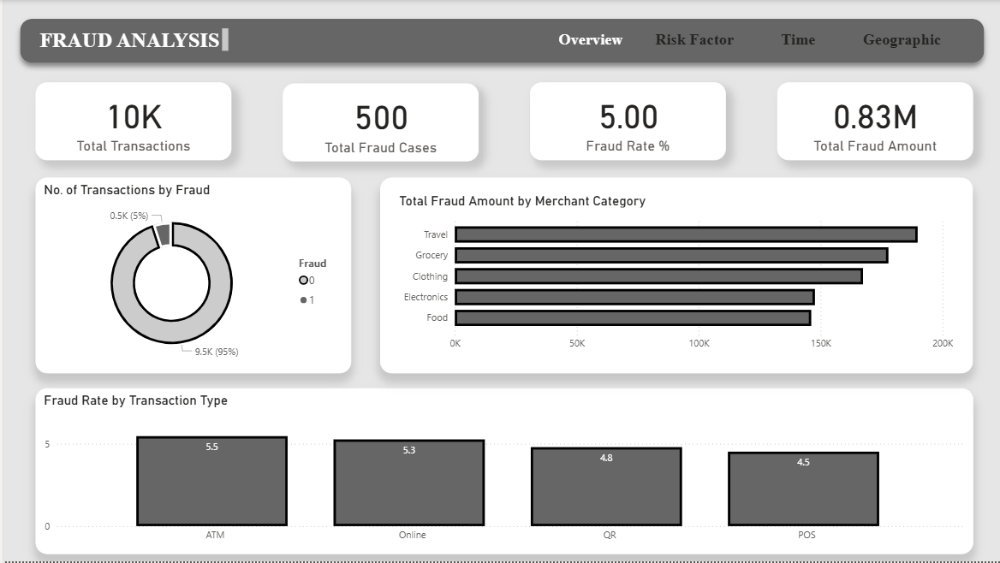 FRAUD ANALYSIS
Overview Risk Factor Time Geographic
10K
Total Transactions
500
Total Fraud Cases
5.00
Fraud Rate %
0.83M
Total Fraud Amount
No. of Transactions by Fraud
0.5K (5%)
9.5K (95%)
Fraud
0
1
Total Fraud Amount by Merchant Category
Travel
Grocery
Clothing
Electronics
Food
0K 50K 100K 150K 200K
Fraud Rate by Transaction Type
5
0
5.5
5.3
4.8
4.5
ATM Online QR POS